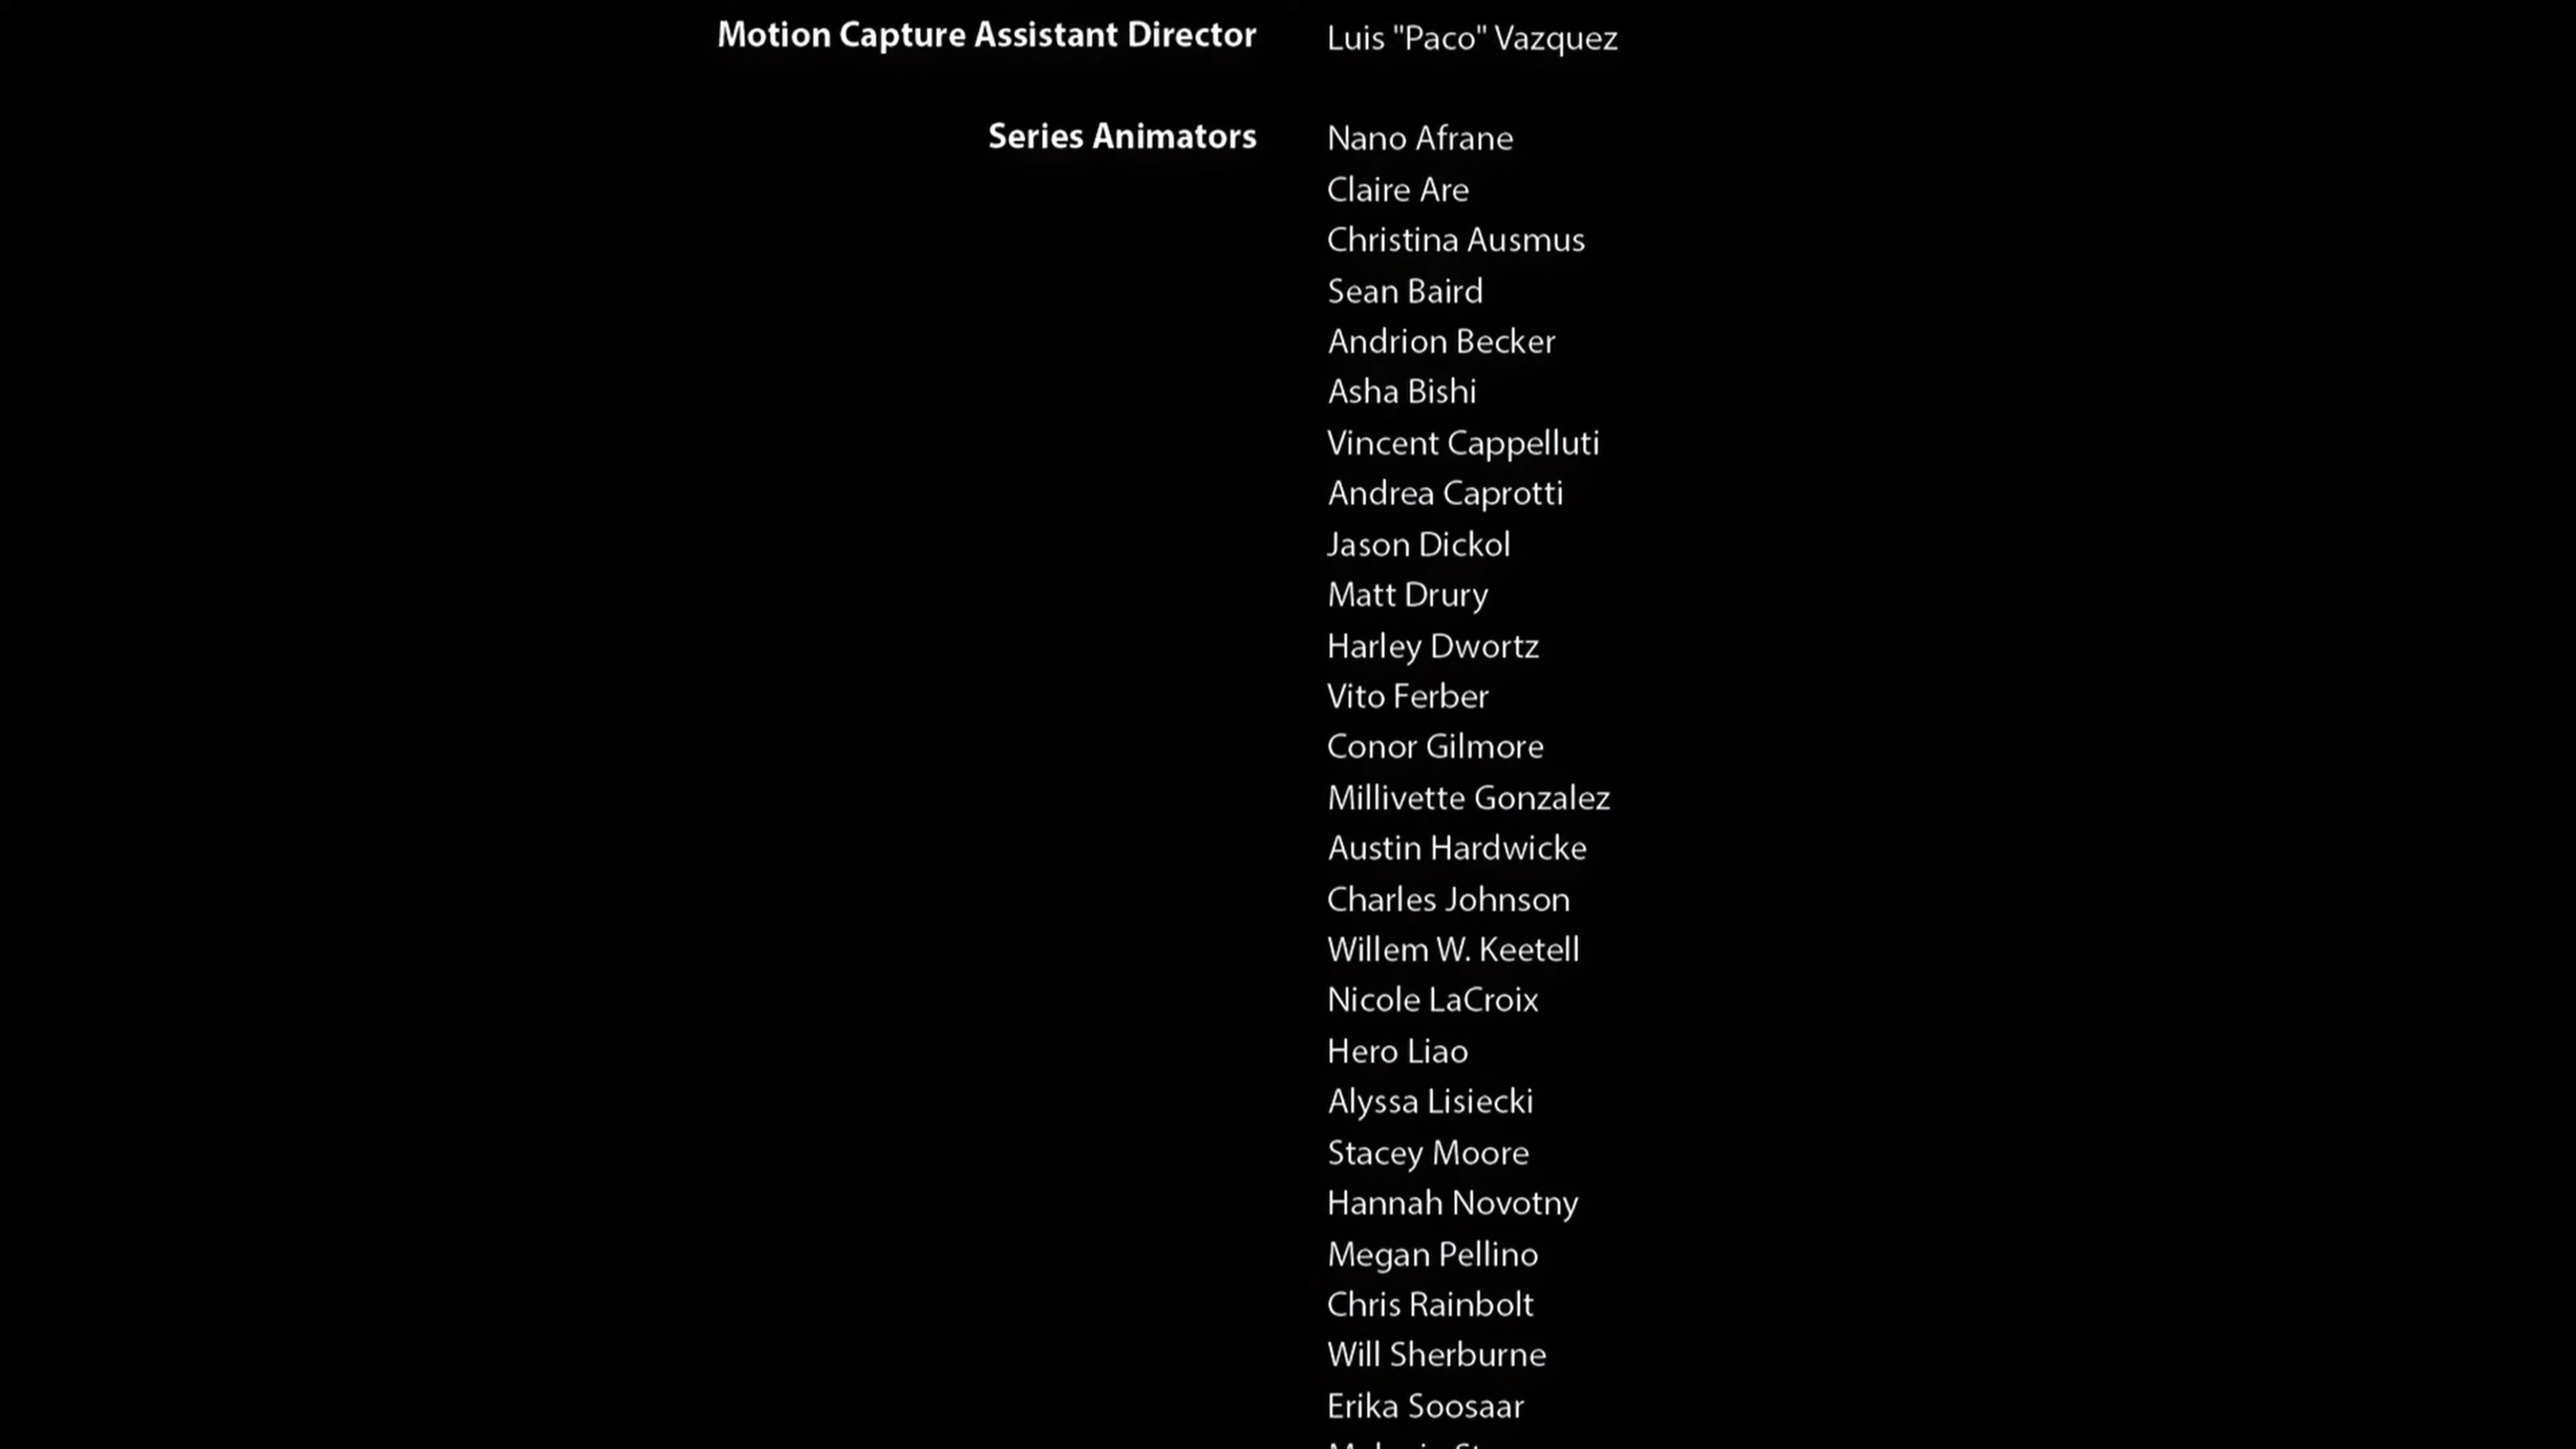 Motion Capture Assistant Director Luis "Paco" Vazquez
Series Animators Nano Afrane
Claire Are
Christina Ausmus
Sean Baird
Andrion Becker
Asha Bishi
Vincent Cappelluti
Andrea Caprotti
Jason Dickol
Matt Drury
Harley Dwortz
Vito Ferber
Conor Gilmore
Millivette Gonzalez
Austin Hardwicke
Charles Johnson
Willem W. Keetell
Nicole LaCroix
Hero Liao
Alyssa Lisiecki
Stacey Moore
Hannah Novotny
Megan Pellino
Chris Rainbolt
Will Sherburne
Erika Soosaar